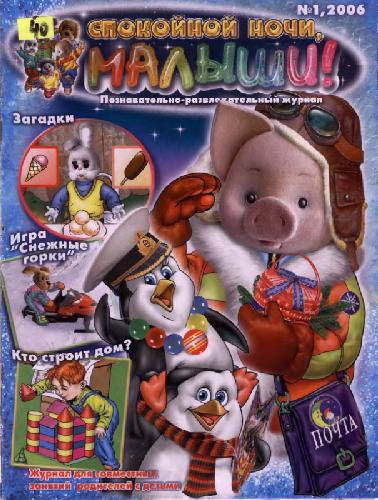 40
№1,2006
СПОКОЙНОЙ НОЧИ,
МАЛЫШИ!
Познавательно-развлекательный журнал
Загадки
Игра
"Снежные
горки"
Кто строит дом?
ПОЧТА
Журнал для совместных
занятий родителей с детьми